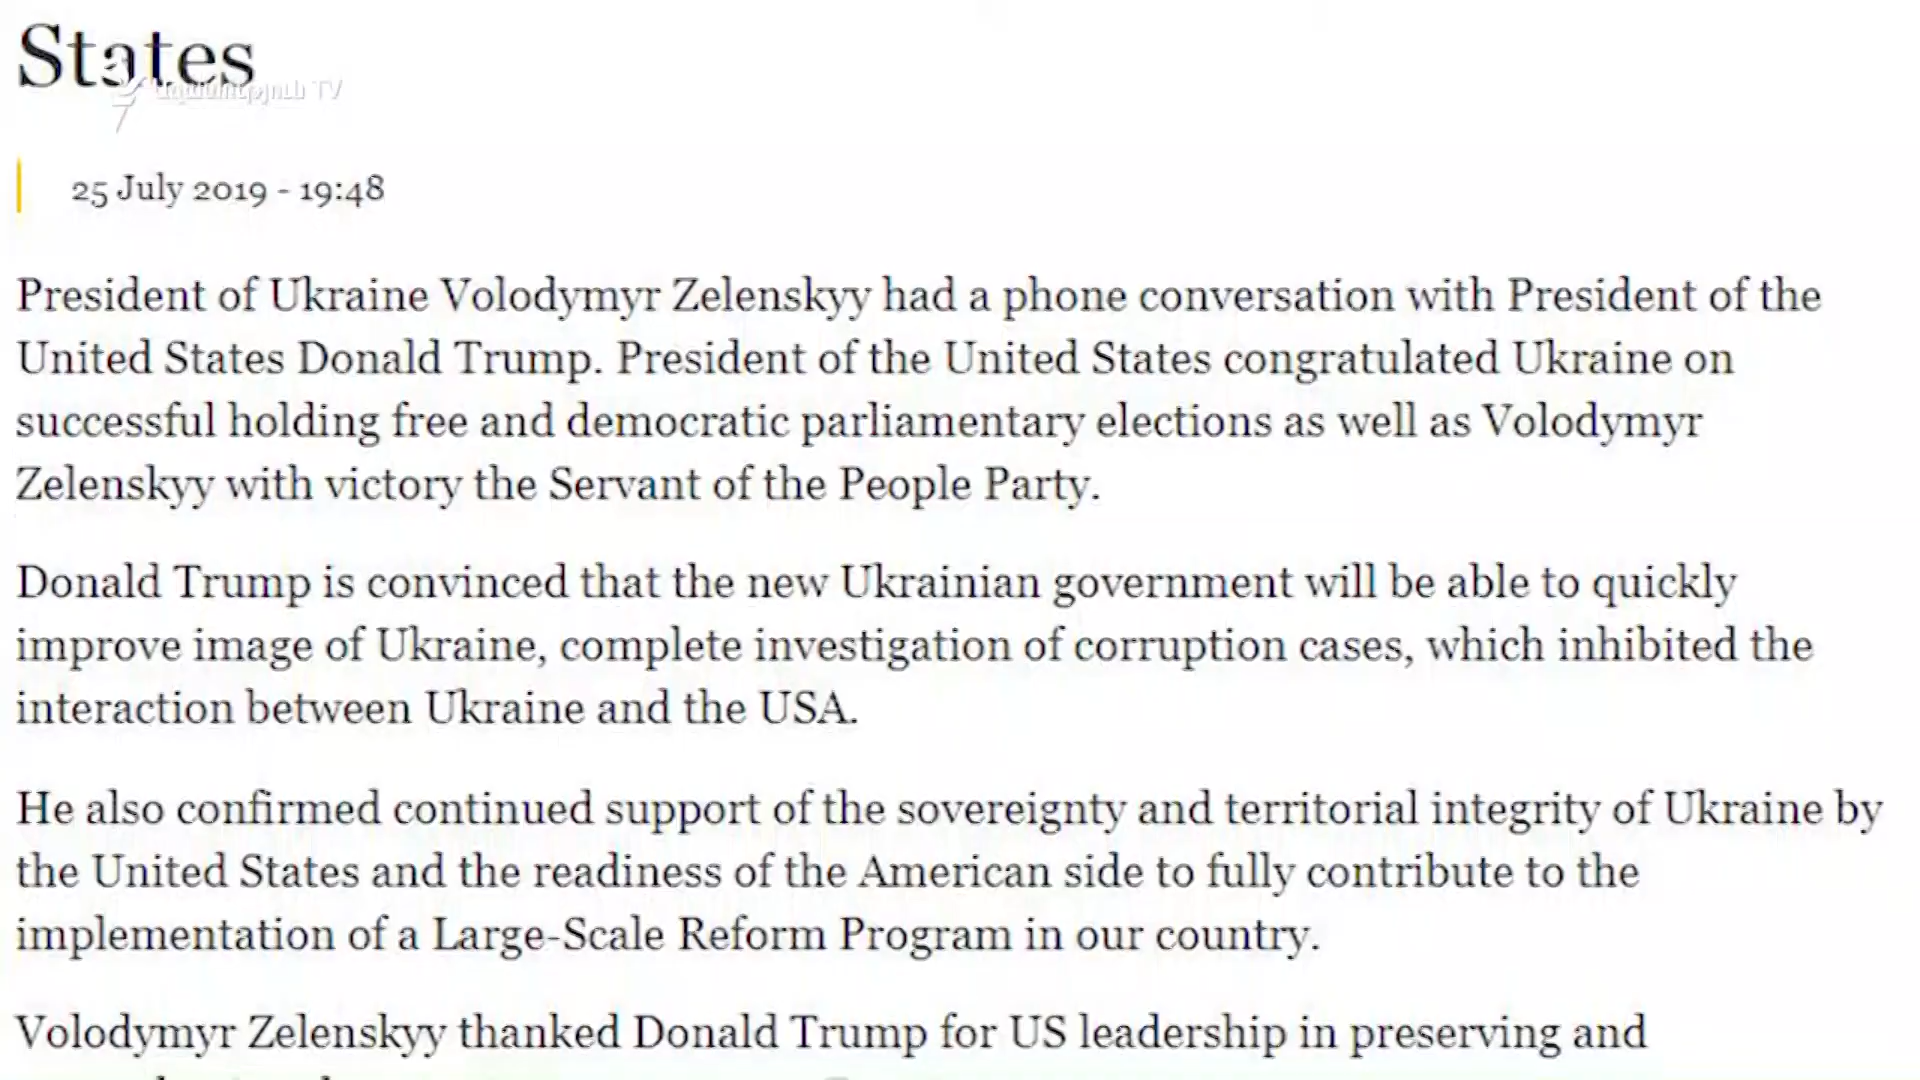 States
Ազատություն TV
25 July 2019 - 19:48
President of Ukraine Volodymyr Zelenskyy had a phone conversation with President of the
United States Donald Trump. President of the United States congratulated Ukraine on
successful holding free and democratic parliamentary elections as well as Volodymyr
Zelenskyy with victory the Servant of the People Party.
Donald Trump is convinced that the new Ukrainian government will be able to quickly
improve image of Ukraine, complete investigation of corruption cases, which inhibited the
interaction between Ukraine and the USA.
He also confirmed continued support of the sovereignty and territorial integrity of Ukraine by
the United States and the readiness of the American side to fully contribute to the
implementation of a Large-Scale Reform Program in our country.
Volodymyr Zelenskyy thanked Donald Trump for US leadership in preserving and